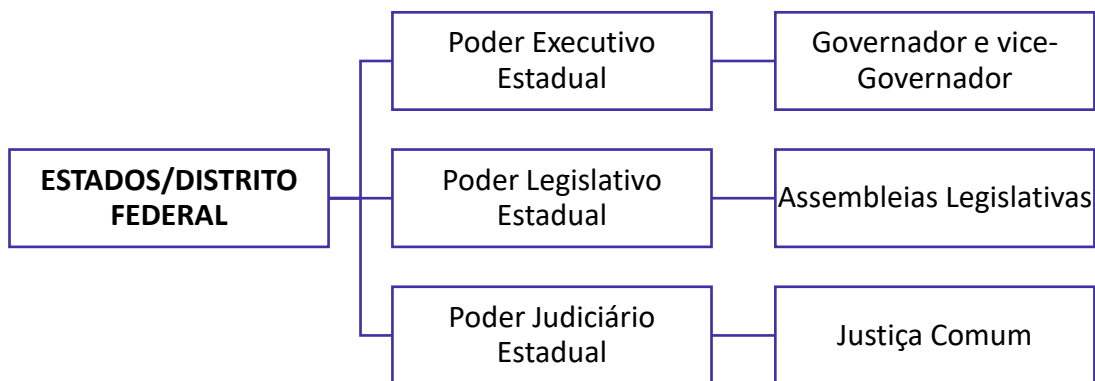 Poder Executivo
Estadual
Governador e vice-
Governador
ESTADOS/DISTRITO
FEDERAL
Poder Legislativo
Estadual
Assembleias Legislativas
Poder Judiciário
Estadual
Justiça Comum